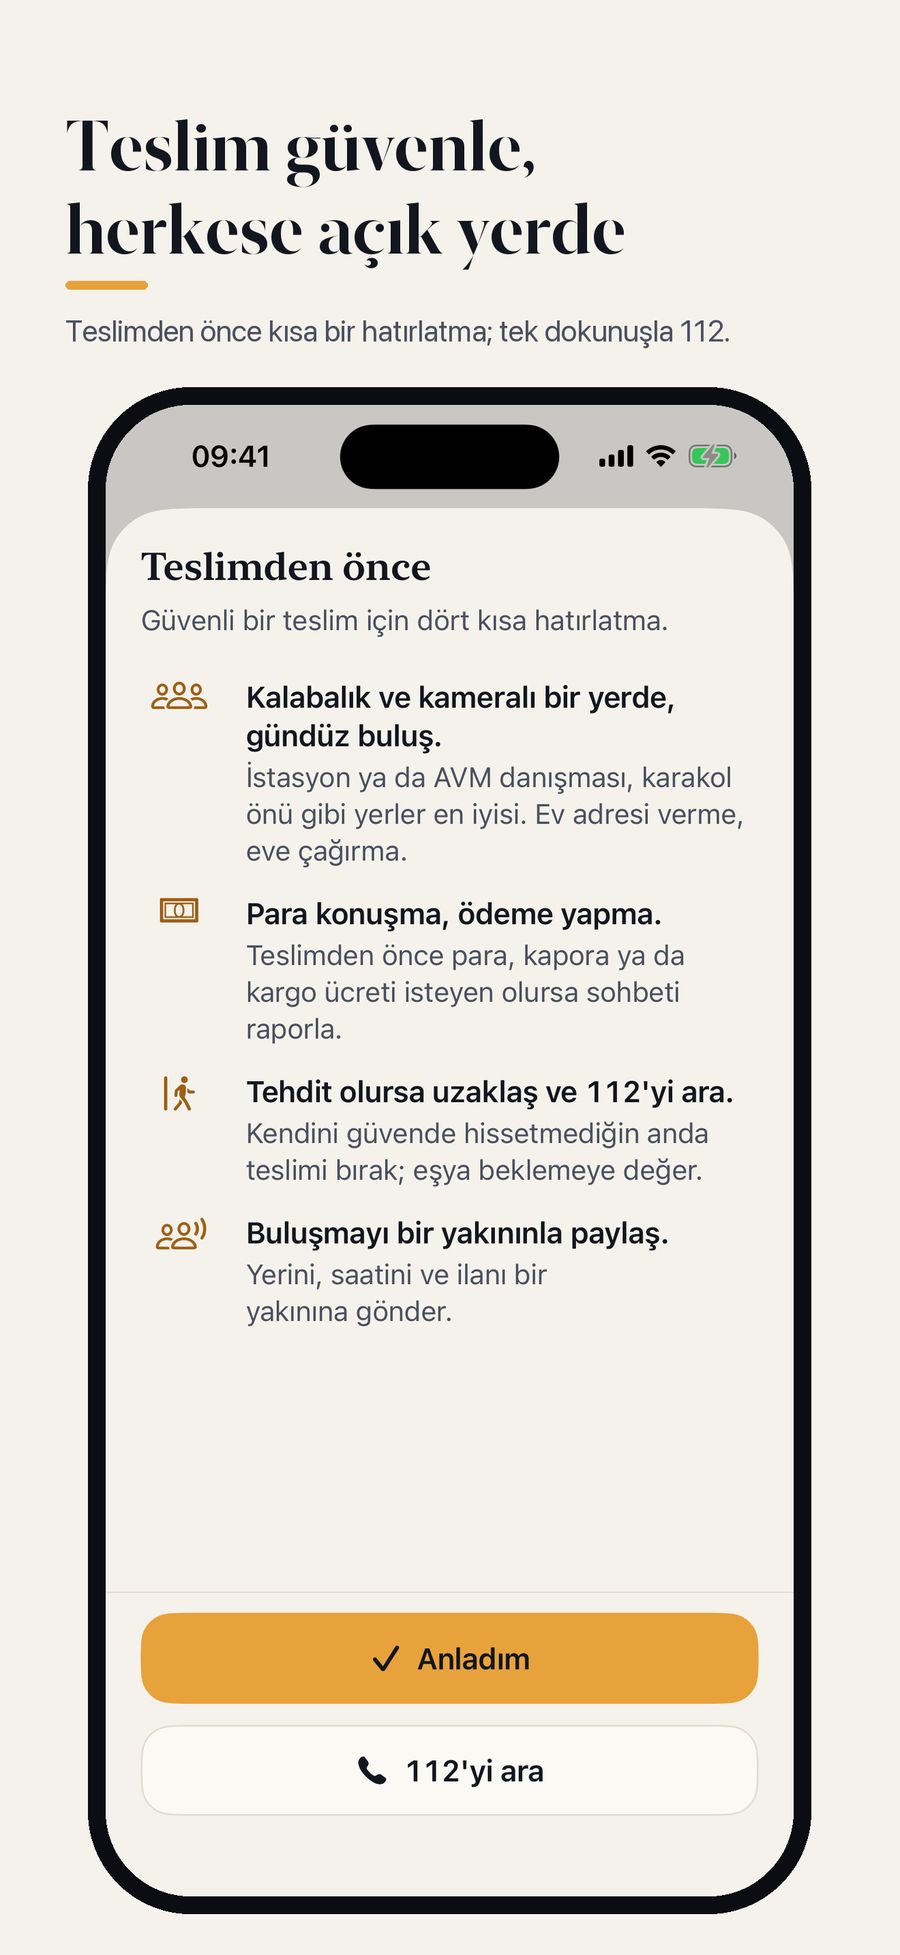 Teslim güvenle,
herkese açık yerde
Teslimden önce kısa bir hatırlatma; tek dokunuşla 112.
09:41
Teslimden önce
Güvenli bir teslim için dört kısa hatırlatma.
Kalabalık ve kameralı bir yerde,
gündüz buluş.
İstasyon ya da AVM danışması, karakol
önü gibi yerler en iyisi. Ev adresi verme,
eve çağırma.
Para konuşma, ödeme yapma.
Teslimden önce para, kapora ya da
kargo ücreti isteyen olursa sohbeti
raporla.
Tehdit olursa uzaklaş ve 112'yi ara.
Kendini güvende hissetmediğin anda
teslimi bırak; eşya beklemeye değer.
Buluşmayı bir yakınınla paylaş.
Yerini, saatini ve ilanı bir
yakınına gönder.
Anladım
112'yi ara